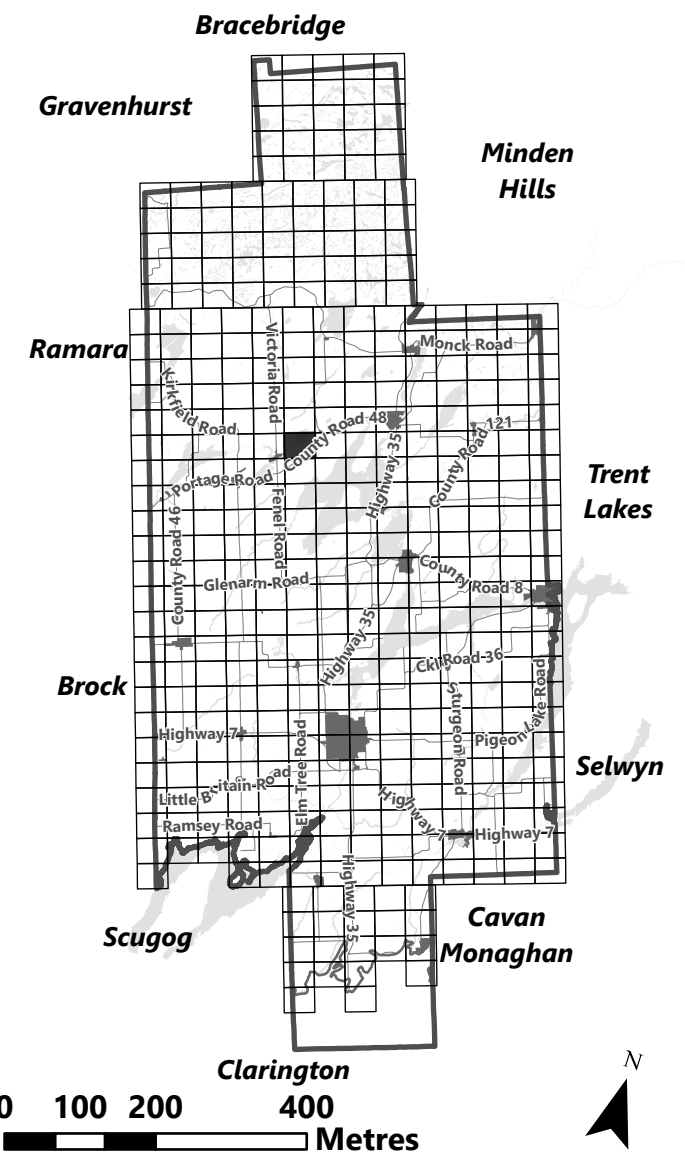 Bracebridge
Gravenhurst
Minden
Hills
Ramara
Monck Road
Victoria Road
Kirkfield Road
County Road 48
County Road 121
Highway 35
Portage Road
Trent
Lakes
Fenel Road
County Road 46
Glenarm Road
County Road 8
Highway 35
Ckl Road 36
Brock
Sturgeon Road
Pigeon Lake Road
Highway 7
Elm Tree Road
Selwyn
Little Britain Road
Highway 7
Highway 7
Ramsey Road
Highway 35
Scugog
Cavan
Monaghan
Clarington
N
0 100 200 400
Metres